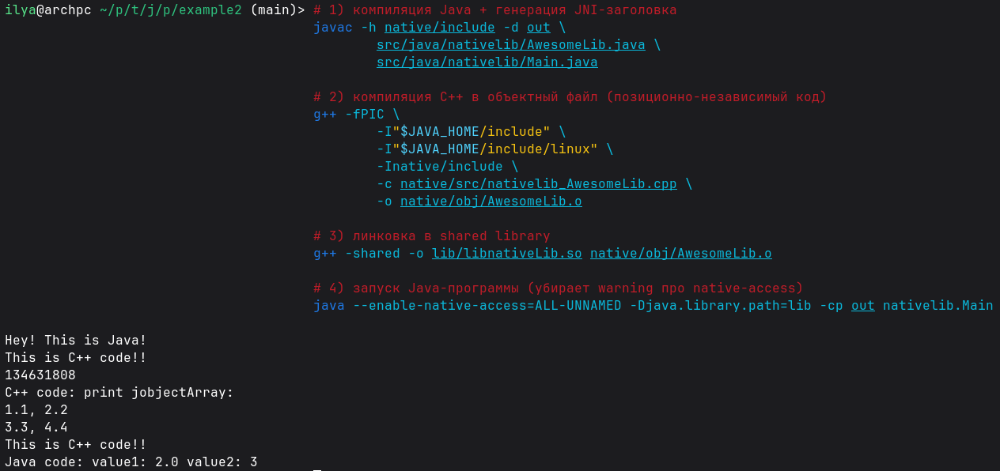 ilya@archpc ~/p/t/j/p/example2 (main)> # 1) компиляция Java + генерация JNI-заголовка
javac -h native/include -d out \
src/java/nativelib/AwesomeLib.java \
src/java/nativelib/Main.java
# 2) компиляция C++ в объектный файл (позиционно-независимый код)
g++ -fPIC \
-I"$JAVA_HOME/include" \
-I"$JAVA_HOME/include/linux" \
-Inative/include \
-c native/src/nativelib_AwesomeLib.cpp \
-o native/obj/AwesomeLib.o
# 3) линковка в shared library
g++ -shared -o lib/libnativeLib.so native/obj/AwesomeLib.o
# 4) запуск Java-программы (убирает warning про native-access)
java --enable-native-access=ALL-UNNAMED -Djava.library.path=lib -cp out nativelib.Main
Hey! This is Java!
This is C++ code!!
134631808
C++ code: print jobjectArray:
1.1, 2.2
3.3, 4.4
This is C++ code!!
Java code: value1: 2.0 value2: 3